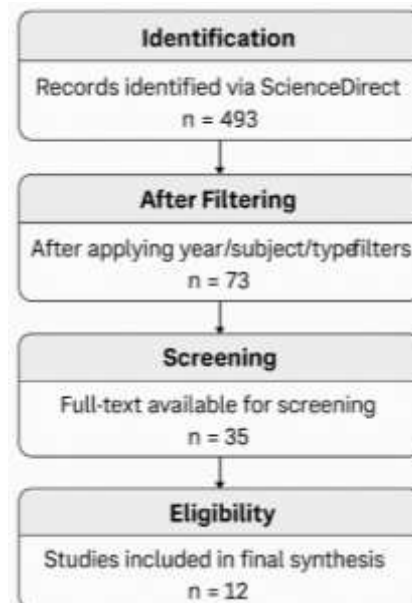 Identification
Records identified via ScienceDirect
n = 493
After Filtering
After applying year/subject/typefilters
n = 73
Screening
Full-text available for screening
n = 35
Eligibility
Studies included in final synthesis
n = 12